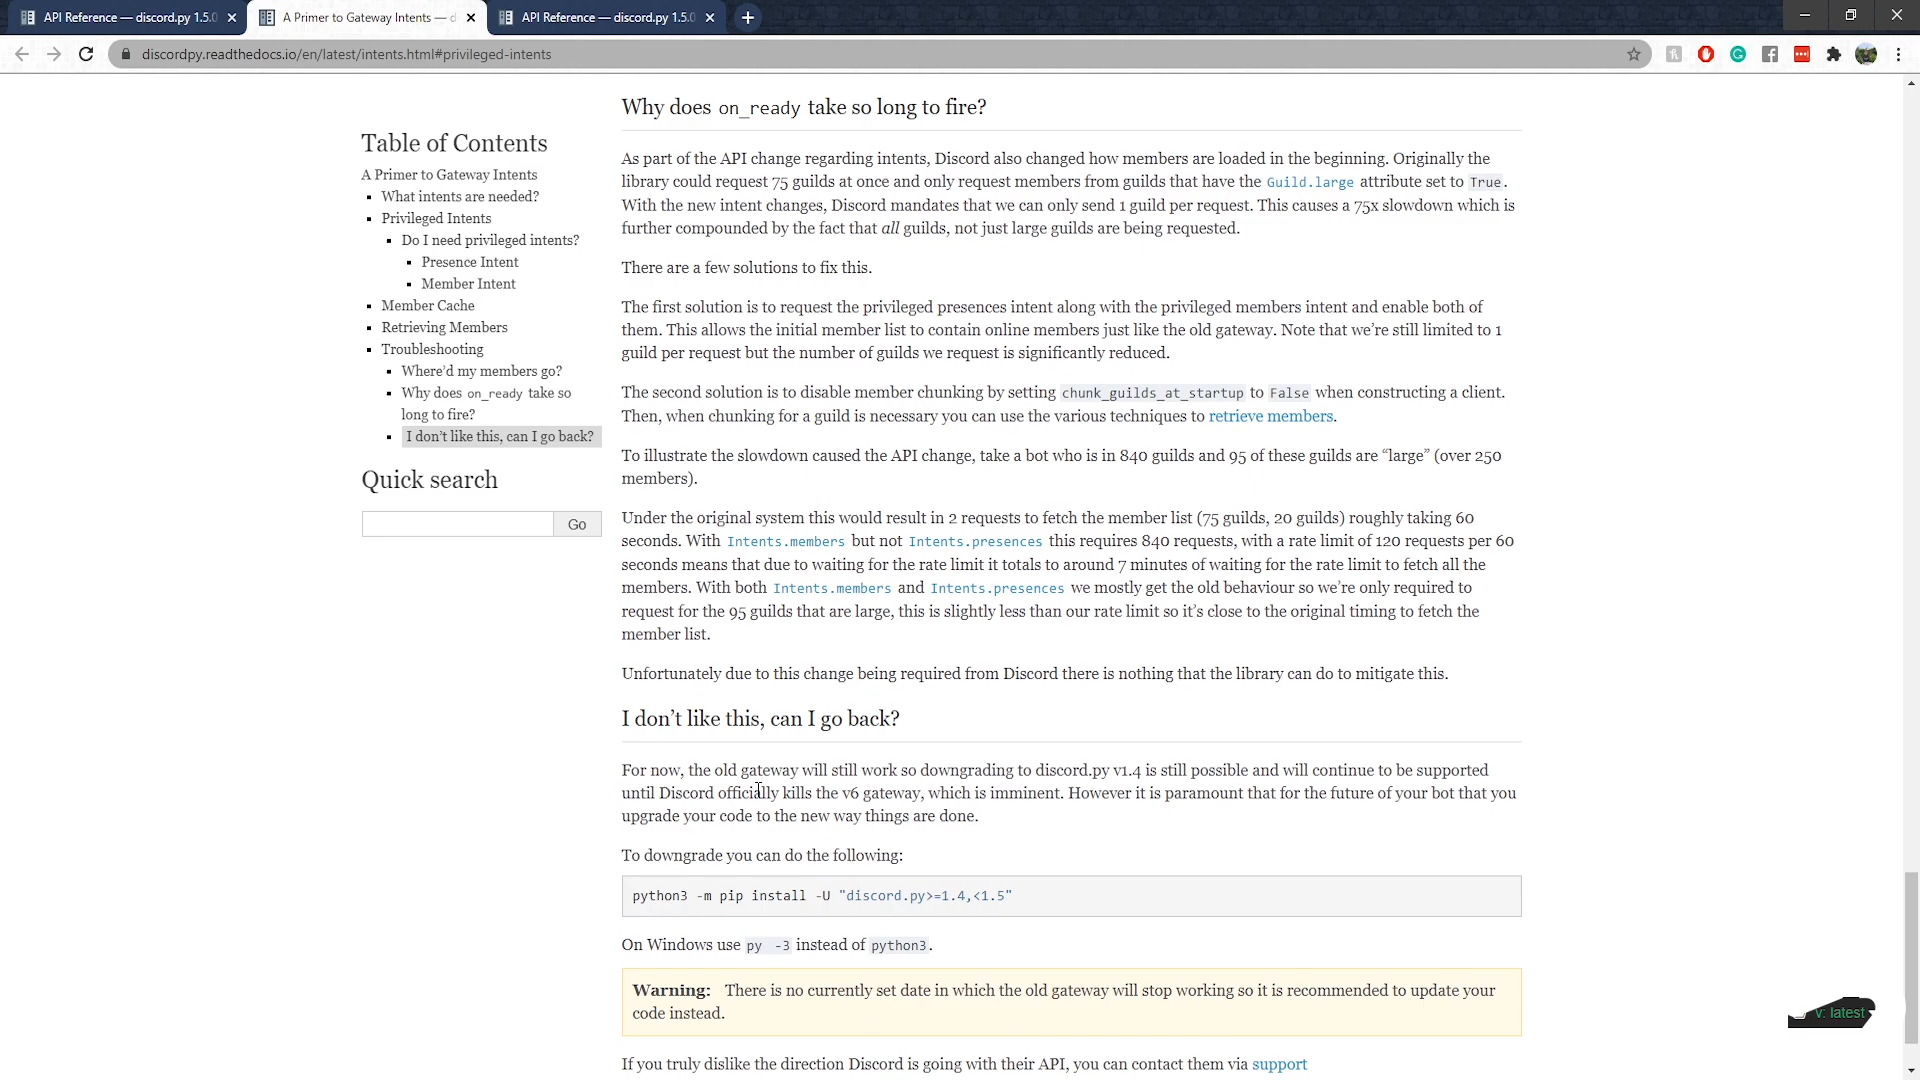 API Reference — discord.py 1.5.0
A Primer to Gateway Intents — d
API Reference — discord.py 1.5.0
discordpy.readthedocs.io/en/latest/intents.html#privileged-intents
Table of Contents
A Primer to Gateway Intents
What intents are needed?
Privileged Intents
Do I need privileged intents?
Presence Intent
Member Intent
Member Cache
Retrieving Members
Troubleshooting
Where’d my members go?
Why does on_ready take so
long to fire?
I don’t like this, can I go back?
Quick search
Go
Why does on_ready take so long to fire?
As part of the API change regarding intents, Discord also changed how members are loaded in the beginning. Originally the
library could request 75 guilds at once and only request members from guilds that have the Guild.large attribute set to True.
With the new intent changes, Discord mandates that we can only send 1 guild per request. This causes a 75x slowdown which is
further compounded by the fact that all guilds, not just large guilds are being requested.
There are a few solutions to fix this.
The first solution is to request the privileged presences intent along with the privileged members intent and enable both of
them. This allows the initial member list to contain online members just like the old gateway. Note that we’re still limited to 1
guild per request but the number of guilds we request is significantly reduced.
The second solution is to disable member chunking by setting chunk_guilds_at_startup to False when constructing a client.
Then, when chunking for a guild is necessary you can use the various techniques to retrieve members.
To illustrate the slowdown caused the API change, take a bot who is in 840 guilds and 95 of these guilds are “large” (over 250
members).
Under the original system this would result in 2 requests to fetch the member list (75 guilds, 20 guilds) roughly taking 60
seconds. With Intents.members but not Intents.presences this requires 840 requests, with a rate limit of 120 requests per 60
seconds means that due to waiting for the rate limit it totals to around 7 minutes of waiting for the rate limit to fetch all the
members. With both Intents.members and Intents.presences we mostly get the old behaviour so we’re only required to
request for the 95 guilds that are large, this is slightly less than our rate limit so it’s close to the original timing to fetch the
member list.
Unfortunately due to this change being required from Discord there is nothing that the library can do to mitigate this.
I don’t like this, can I go back?
For now, the old gateway will still work so downgrading to discord.py v1.4 is still possible and will continue to be supported
until Discord officially kills the v6 gateway, which is imminent. However it is paramount that for the future of your bot that you
upgrade your code to the new way things are done.
To downgrade you can do the following:
python3 -m pip install -U "discord.py>=1.4,<1.5"
On Windows use py -3 instead of python3.
Warning: There is no currently set date in which the old gateway will stop working so it is recommended to update your
code instead.
If you truly dislike the direction Discord is going with their API, you can contact them via support
v: latest